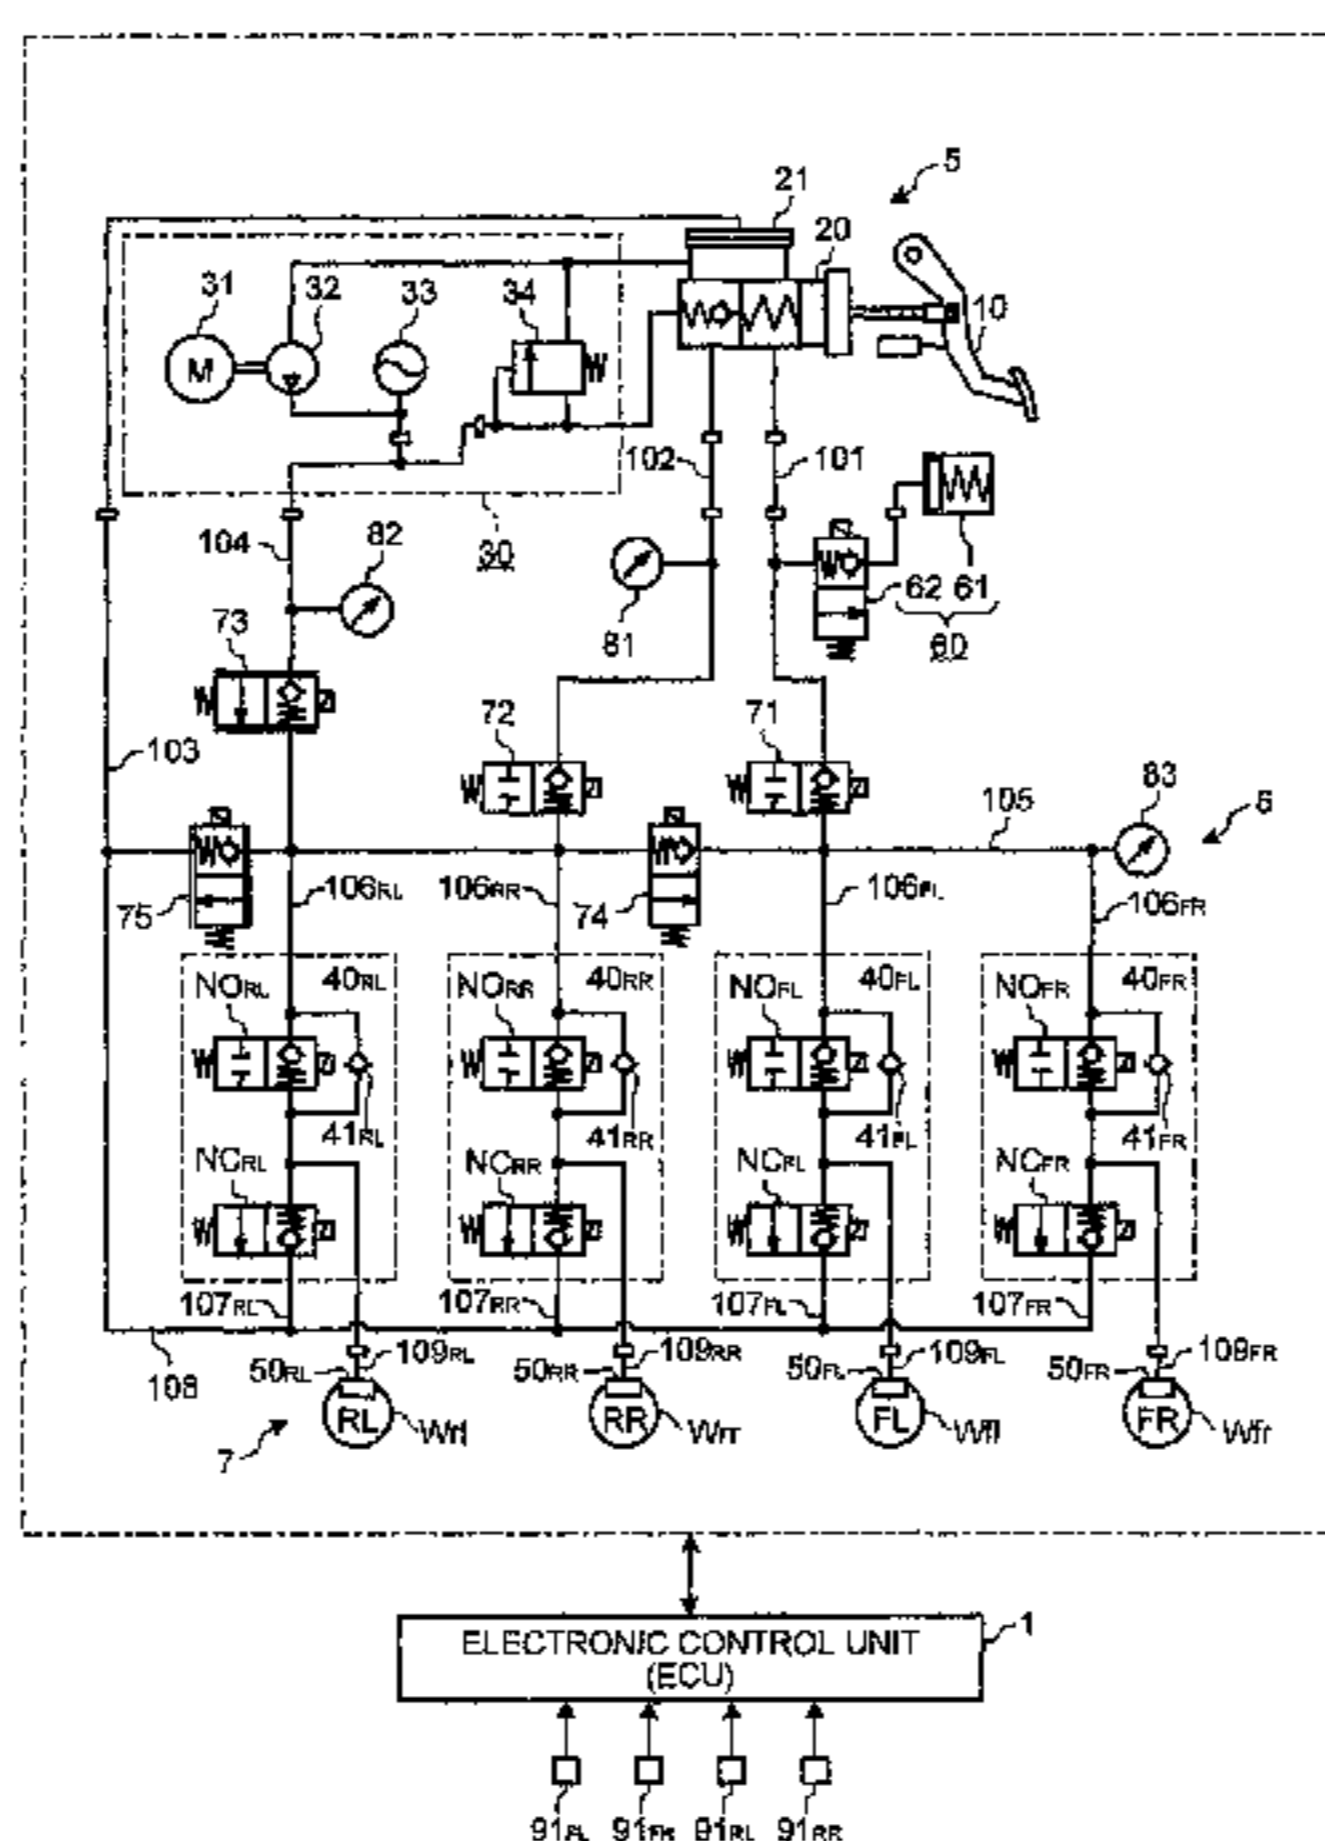 5
21
20
31 32 33 34
M
10
102 101
104 82 30
62 61
81 60
73
72 71
103
105 83 6
106RL 106RR 106FL
75 74 106FR
NORL 40RL NORR 40RR NOFL 40FL NOFR 40FR
41RL 41RR 41FL 41FR
NCRL NCRR NCFL NCFR
107RL 107RR 107FL 107FR
108 50RL 109RL 50RR 109RR 50FL 109FL 50FR 109FR
RL Wrl RR Wrr FL Wfl FR Wfr
7
1
ELECTRONIC CONTROL UNIT
(ECU)
91FL 91FR 91RL 91RR